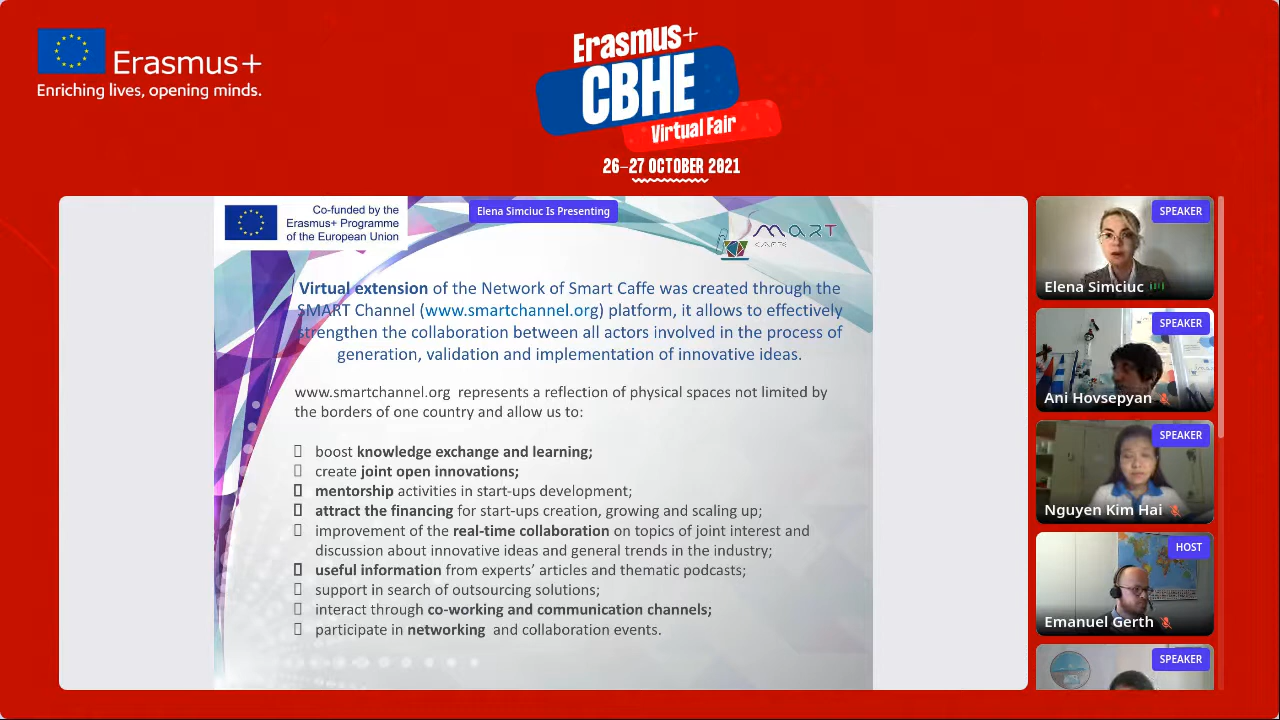 Erasmus+
Enriching lives, opening minds.
Erasmus+
CBHE
Virtual Fair
26-27 OCTOBER 2021
Co-funded by the
Erasmus+ Programme
of the European Union
Elena Simciuc Is Presenting
SMART
CAFFE
Virtual extension of the Network of Smart Caffe was created through the
SMART Channel (www.smartchannel.org) platform, it allows to effectively
strengthen the collaboration between all actors involved in the process of
generation, validation and implementation of innovative ideas.
www.smartchannel.org represents a reflection of physical spaces not limited by
the borders of one country and allow us to:
boost knowledge exchange and learning;
create joint open innovations;
mentorship activities in start-ups development;
attract the financing for start-ups creation, growing and scaling up;
improvement of the real-time collaboration on topics of joint interest and
discussion about innovative ideas and general trends in the industry;
useful information from experts’ articles and thematic podcasts;
support in search of outsourcing solutions;
interact through co-working and communication channels;
participate in networking and collaboration events.
SPEAKER
Elena Simciuc
SPEAKER
Ani Hovsepyan
SPEAKER
Nguyen Kim Hai
HOST
Emanuel Gerth
SPEAKER